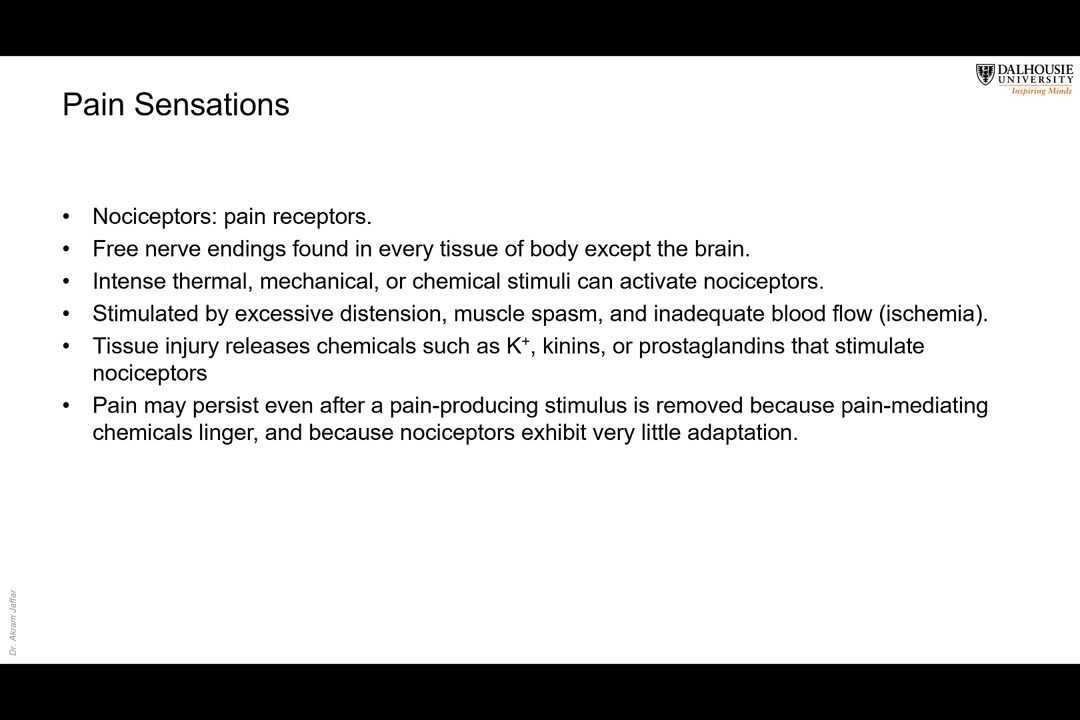 DALHOUSIE
UNIVERSITY
Inspiring Minds
Pain Sensations
• Nociceptors: pain receptors.
• Free nerve endings found in every tissue of body except the brain.
• Intense thermal, mechanical, or chemical stimuli can activate nociceptors.
• Stimulated by excessive distension, muscle spasm, and inadequate blood flow (ischemia).
• Tissue injury releases chemicals such as K⁺, kinins, or prostaglandins that stimulate
nociceptors
• Pain may persist even after a pain-producing stimulus is removed because pain-mediating
chemicals linger, and because nociceptors exhibit very little adaptation.
Dr. Akram Jaffar